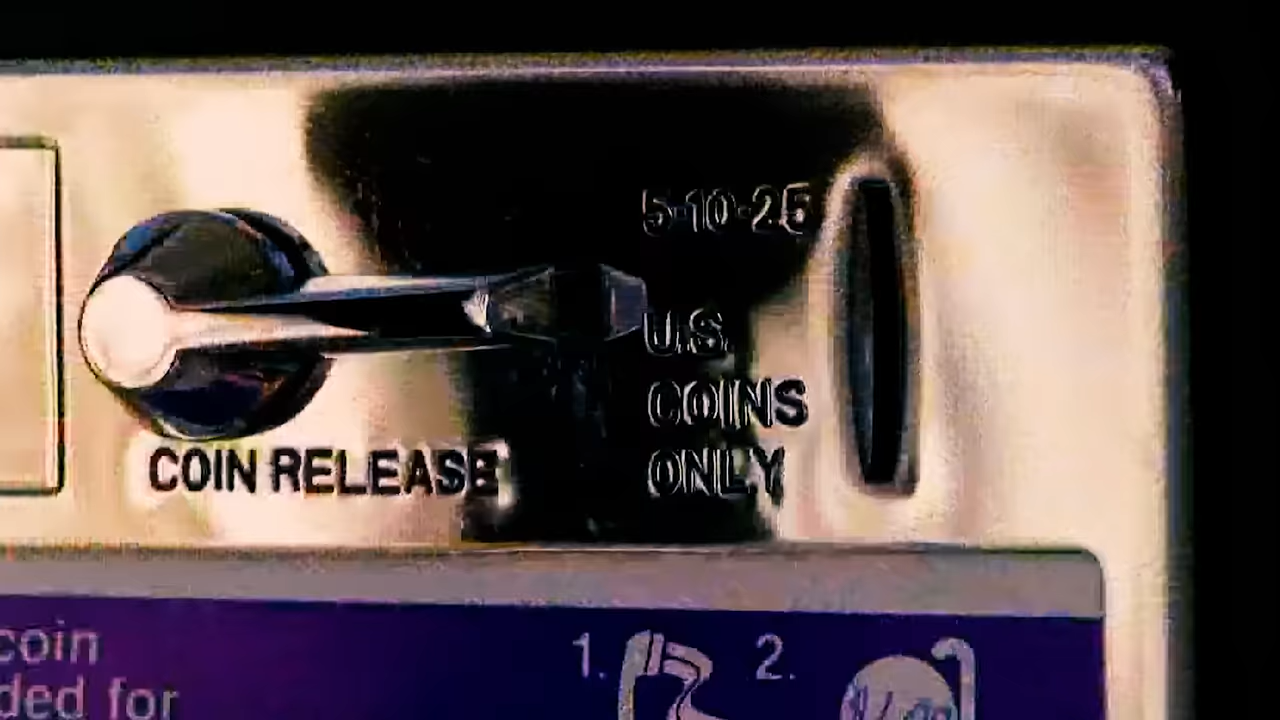 5-10-25
U.S.
COINS
ONLY
COIN RELEASE
coin
ded for
1.
2.